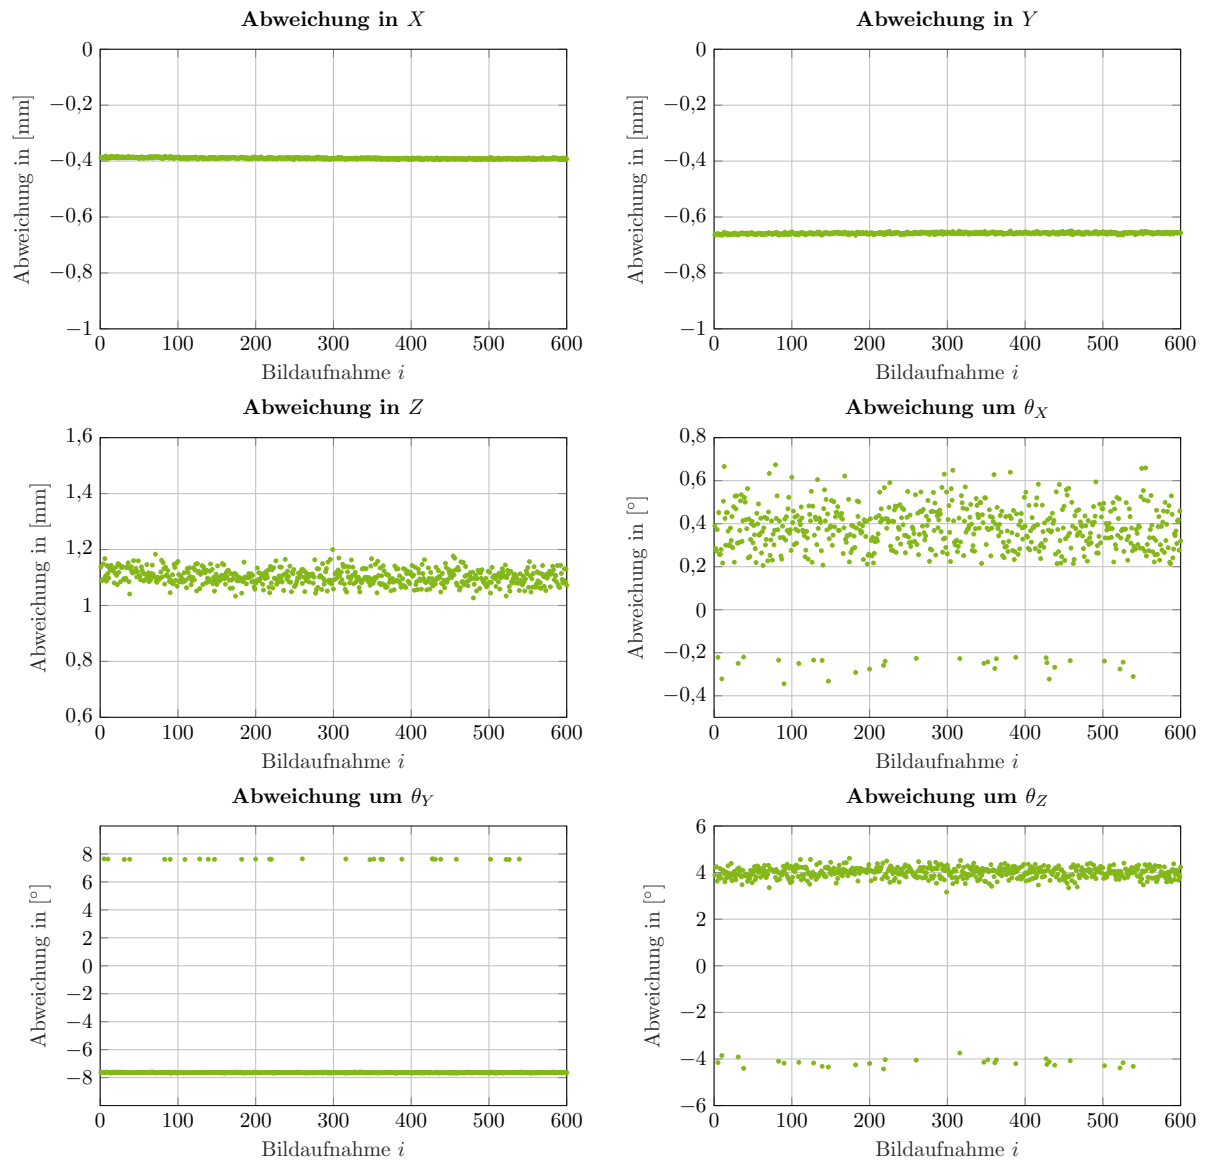 Abweichung in X
Abweichung in [mm]
0
−0,2
−0,4
−0,6
−0,8
−1
0 100 200 300 400 500 600
Bildaufnahme i
Abweichung in Y
Abweichung in [mm]
0
−0,2
−0,4
−0,6
−0,8
−1
0 100 200 300 400 500 600
Bildaufnahme i
Abweichung in Z
Abweichung in [mm]
1,6
1,4
1,2
1
0,8
0,6
0 100 200 300 400 500 600
Bildaufnahme i
Abweichung um θ_X
Abweichung in [°]
0,8
0,6
0,4
0,2
0
−0,2
−0,4
0 100 200 300 400 500 600
Bildaufnahme i
Abweichung um θ_Y
Abweichung in [°]
8
6
4
2
0
−2
−4
−6
−8
0 100 200 300 400 500 600
Bildaufnahme i
Abweichung um θ_Z
Abweichung in [°]
6
4
2
0
−2
−4
−6
0 100 200 300 400 500 600
Bildaufnahme i